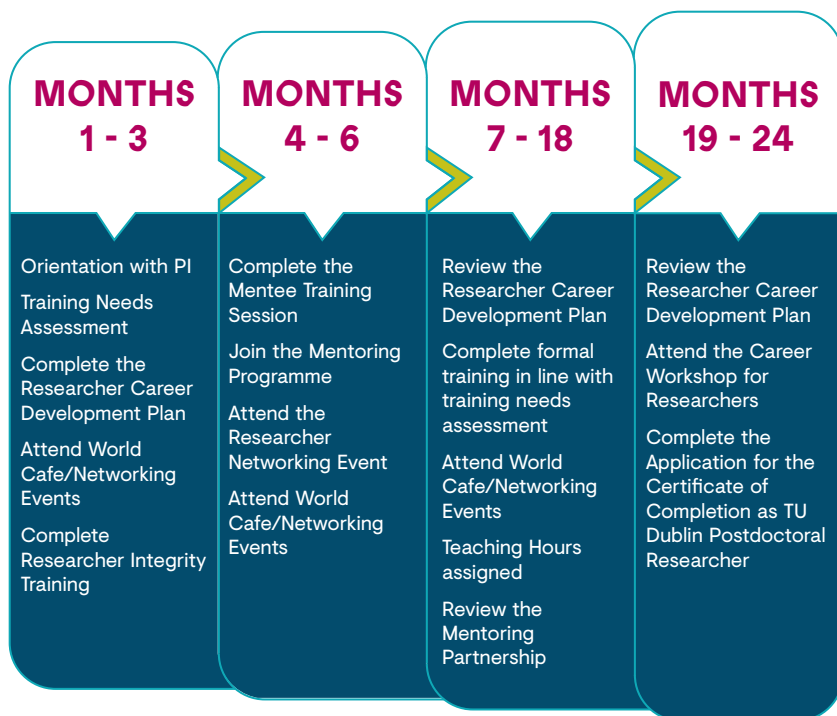 MONTHS
1 - 3
Orientation with PI
Training Needs
Assessment
Complete the
Researcher Career
Development Plan
Attend World
Cafe/Networking
Events
Complete
Researcher Integrity
Training
MONTHS
4 - 6
Complete the
Mentee Training
Session
Join the Mentoring
Programme
Attend the
Researcher
Networking Event
Attend World
Cafe/Networking
Events
MONTHS
7 - 18
Review the
Researcher Career
Development Plan
Complete formal
training in line with
training needs
assessment
Attend World
Cafe/Networking
Events
Teaching Hours
assigned
Review the
Mentoring
Partnership
MONTHS
19 - 24
Review the
Researcher Career
Development Plan
Attend the Career
Workshop for
Researchers
Complete the
Application for the
Certificate of
Completion as TU
Dublin Postdoctoral
Researcher